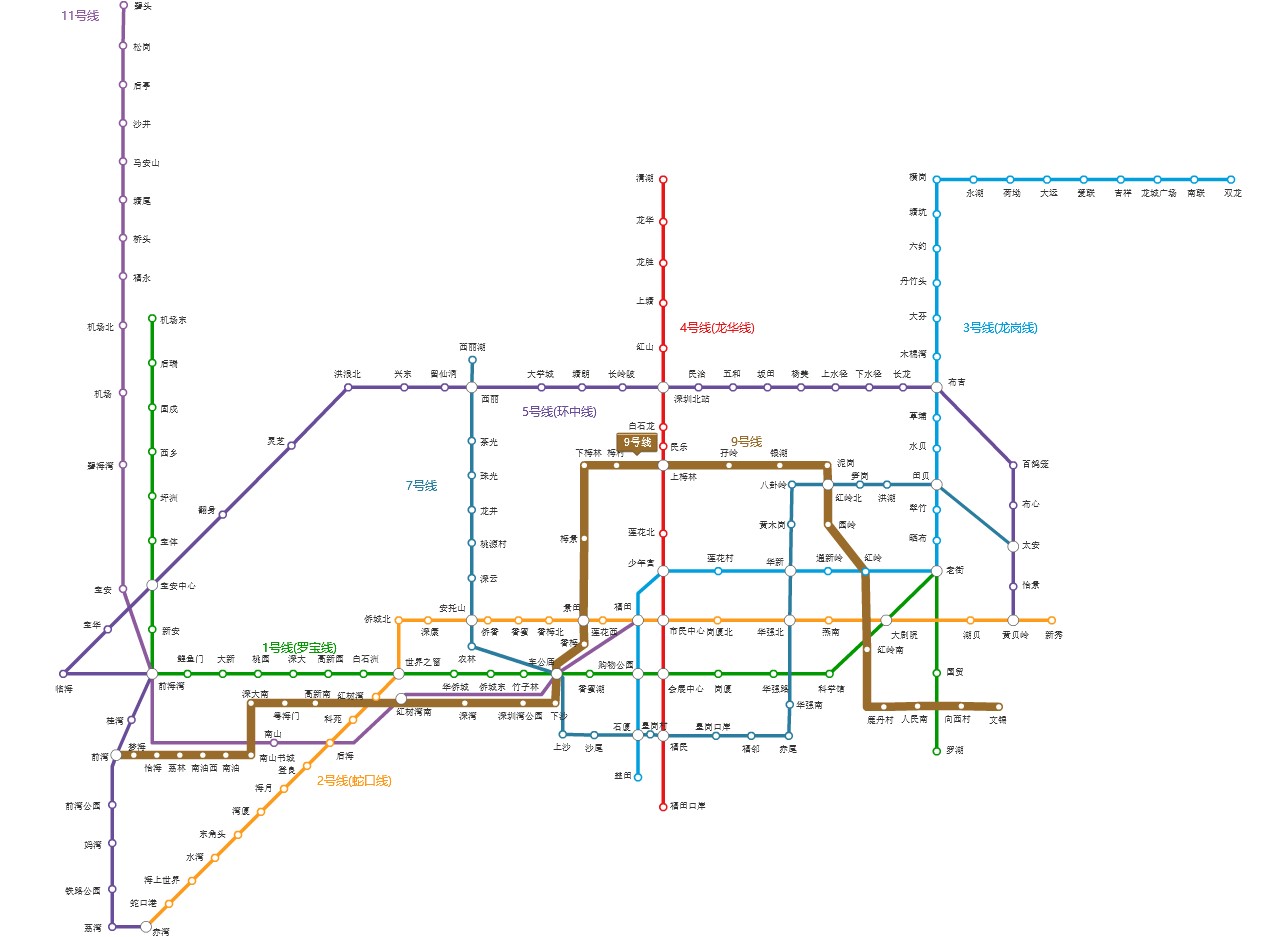 11号线
碧头
松岗
后亭
沙井
马安山
塘尾
桥头
福永
机场北
机场
碧海湾
宝安
机场东
后瑞
固戍
西乡
坪洲
宝体
宝安中心
新安
前海湾
洪浪北
兴东
留仙洞
西丽湖
西丽
大学城
塘朗
长岭陂
5号线(环中线)
灵芝
翻身
宝华
临海
桂湾
前湾
前湾公园
妈湾
铁路公园
荔湾
赤湾
7号线
茶光
珠光
龙井
桃源村
深云
安托山
农林
清湖
龙华
龙胜
上塘
红山
4号线(龙华线)
深圳北站
白石龙
民乐
上梅林
莲花北
少年宫
民治
五和
坂田
杨美
上水径
下水径
长龙
布吉
横岗
永湖
荷坳
大运
爱联
吉祥
龙城广场
南联
双龙
塘坑
六约
丹竹头
大芬
木棉湾
3号线(龙岗线)
草埔
水贝
田贝
翠竹
晒布
老街
百鸽笼
布心
太安
怡景
黄贝岭
新秀
湖贝
9号线
9号线
下梅林
梅村
孖岭
银湖
泥岗
八卦岭
红岭北
笋岗
洪湖
黄木岗
园岭
梅景
莲花村
华新
通新岭
红岭
侨城北
深康
侨香
香蜜
香梅北
景田
莲花西
福田
市民中心
岗厦北
华强北
燕南
大剧院
红岭南
香梅
1号线(罗宝线)
鲤鱼门
大新
桃园
深大
高新园
白石洲
世界之窗
华侨城
侨城东
竹子林
车公庙
香蜜湖
购物公园
会展中心
岗厦
华强路
科学馆
国贸
罗湖
深大南
粤海门
高新南
红树湾
红树湾南
深湾
深圳湾公园
下沙
科苑
南山
后海
梦海
怡海
荔林
南油西
南油
南山书城
登良
2号线(蛇口线)
海月
湾厦
东角头
水湾
海上世界
蛇口港
上沙
沙尾
石厦
皇岗村
福民
皇岗口岸
福邻
赤尾
华强南
益田
福田口岸
鹿丹村
人民南
向西村
文锦